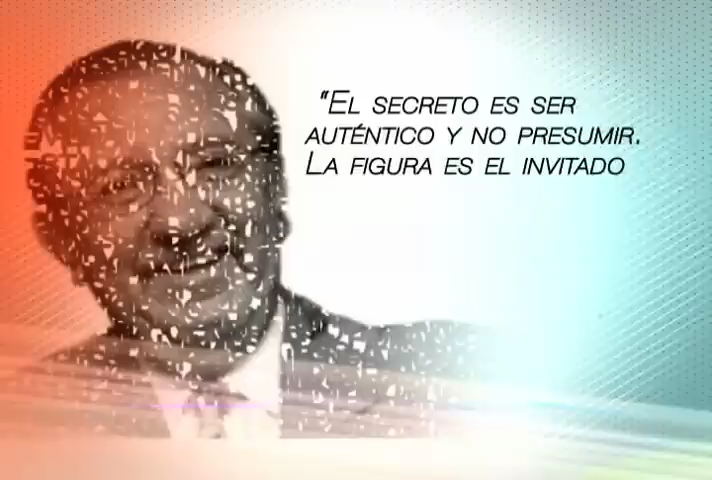 "El secreto es ser
auténtico y no presumir.
La figura es el invitado